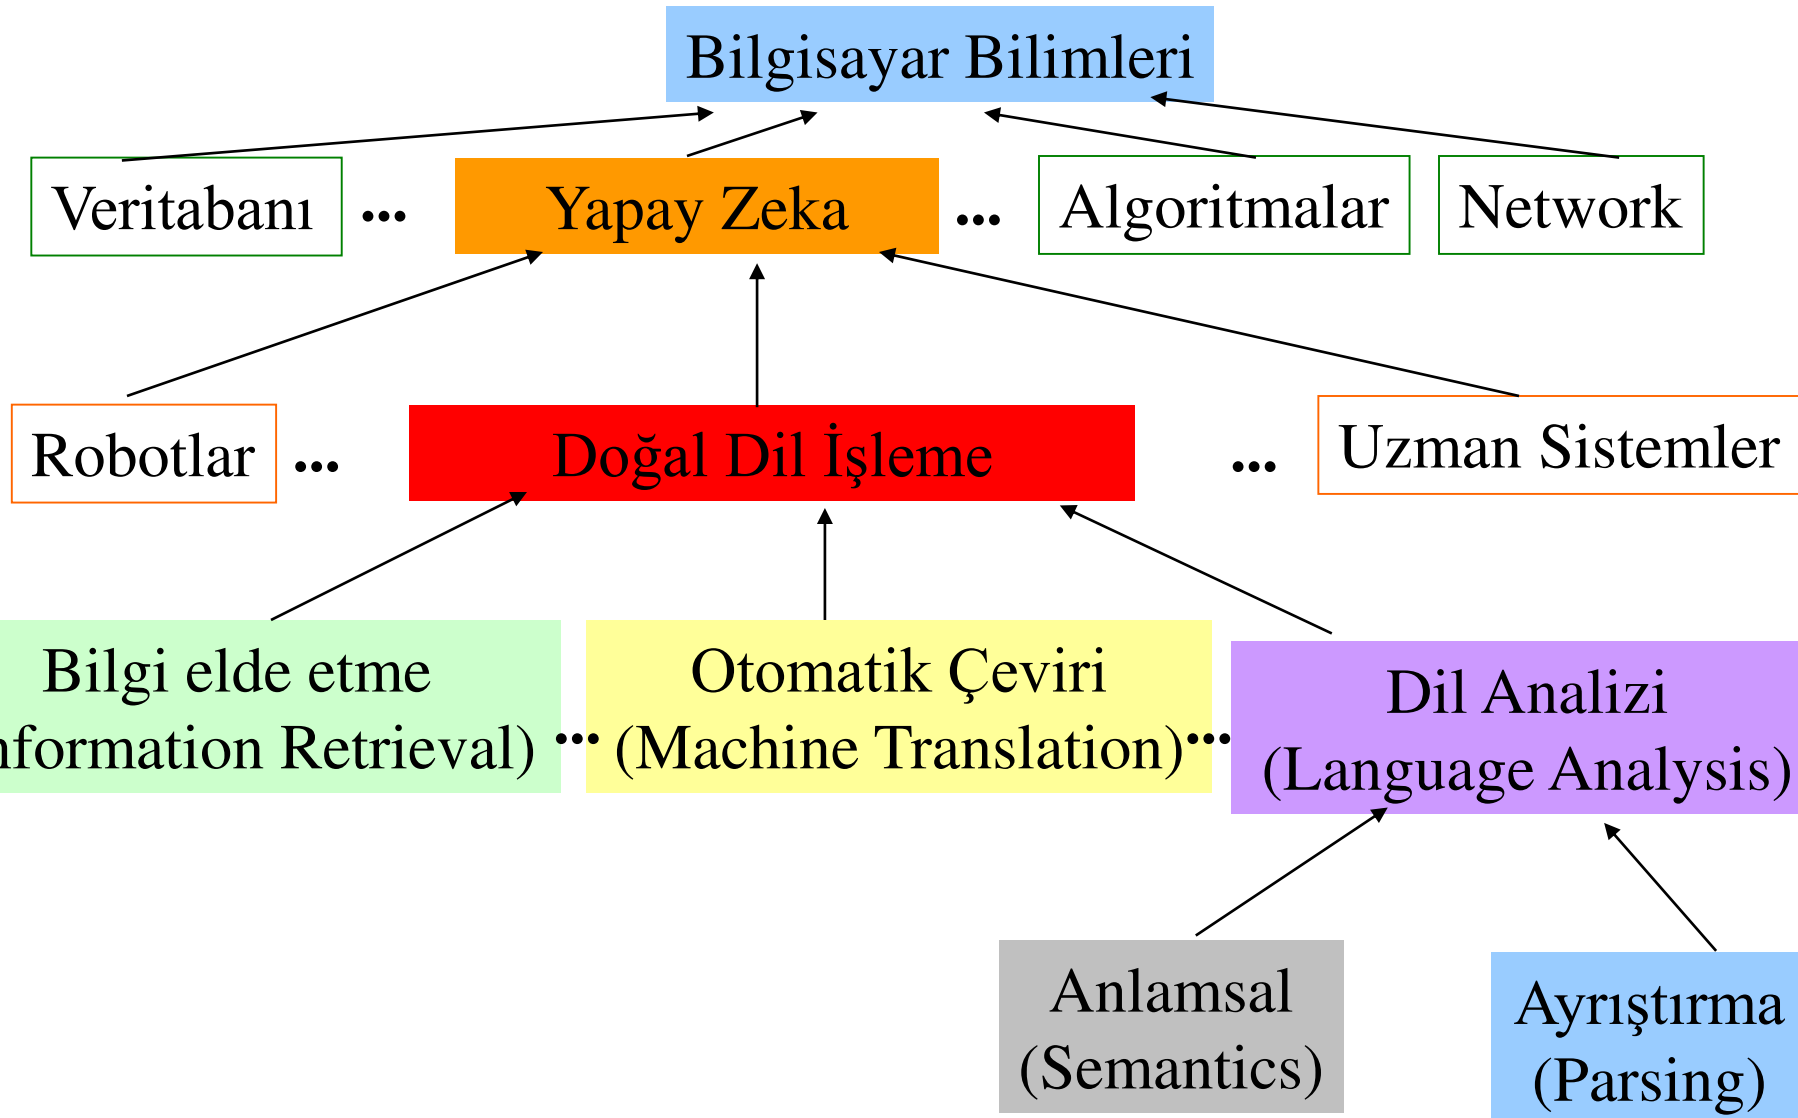 Bilgisayar Bilimleri
Veritabanı ... Yapay Zeka ... Algoritmalar Network
Robotlar ... Doğal Dil İşleme ... Uzman Sistemler
Bilgi elde etme
nformation Retrieval) ...
Otomatik Çeviri
(Machine Translation) ...
Dil Analizi
(Language Analysis)
Anlamsal
(Semantics)
Ayrıştırma
(Parsing)